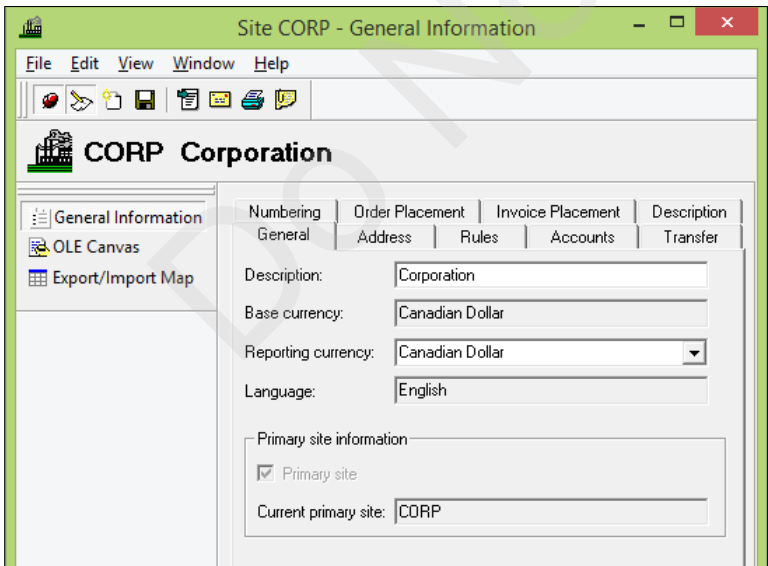 Site CORP - General Information
File Edit View Window Help
CORP Corporation
General Information
OLE Canvas
Export/Import Map
Numbering Order Placement Invoice Placement Description
General Address Rules Accounts Transfer
Description: Corporation
Base currency: Canadian Dollar
Reporting currency: Canadian Dollar
Language: English
Primary site information
Primary site
Current primary site: CORP
DO NO